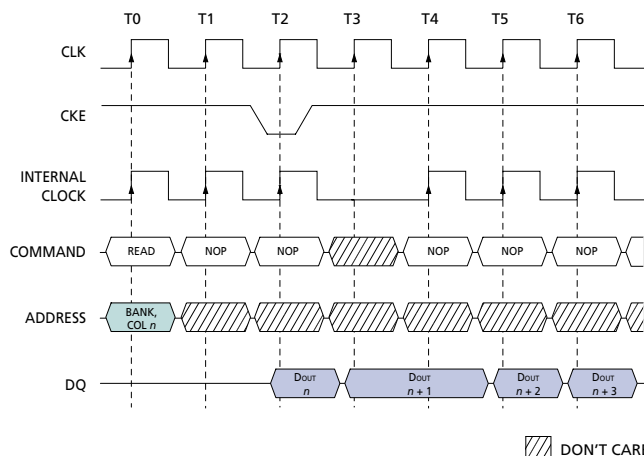 T0 T1 T2 T3 T4 T5 T6
CLK
CKE
INTERNAL
CLOCK
COMMAND READ NOP NOP NOP NOP NOP
ADDRESS BANK,
COL n
DQ DOUT DOUT DOUT DOUT
n n + 1 n + 2 n + 3
DON'T CARE